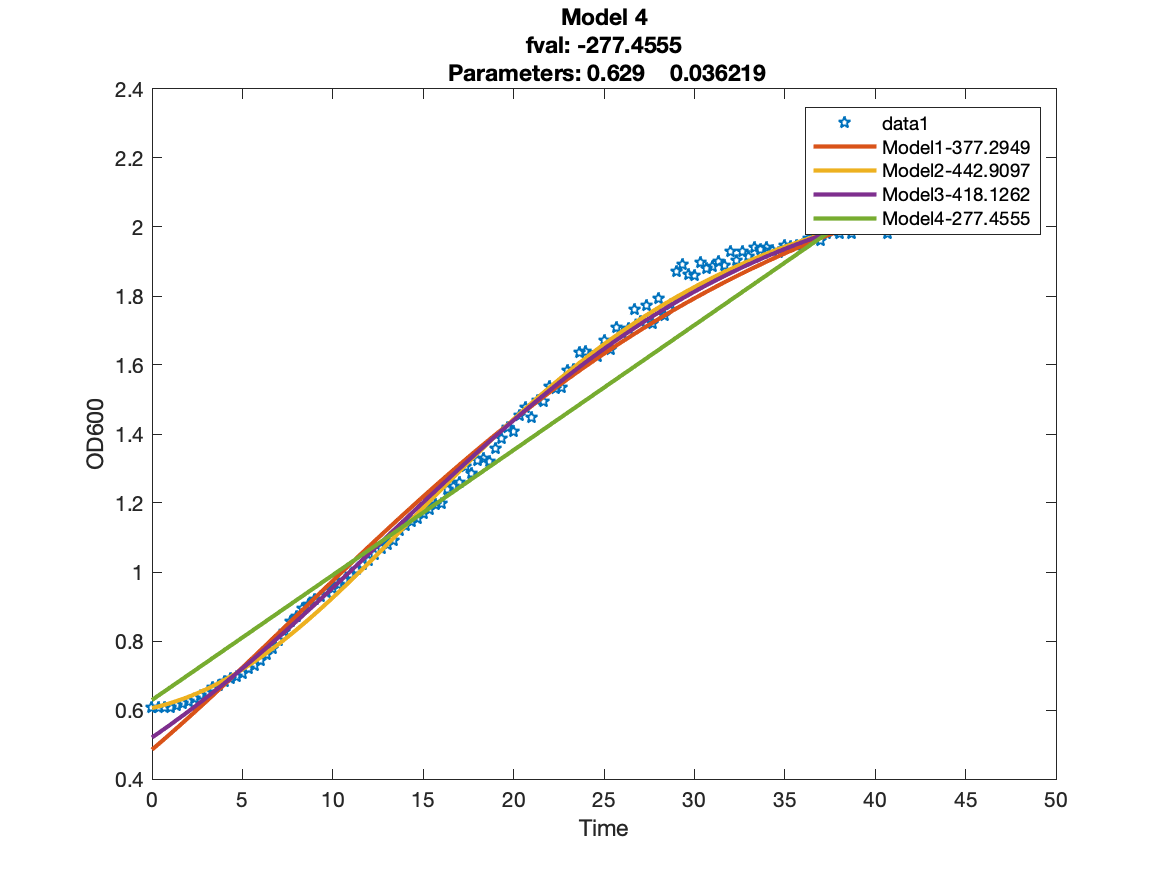 Model 4
fval: -277.4555
Parameters: 0.629    0.036219
2.4
2.2
2
1.8
1.6
1.4
1.2
1
0.8
0.6
0.4
OD600
data1
Model1-377.2949
Model2-442.9097
Model3-418.1262
Model4-277.4555
0 5 10 15 20 25 30 35 40 45 50
Time